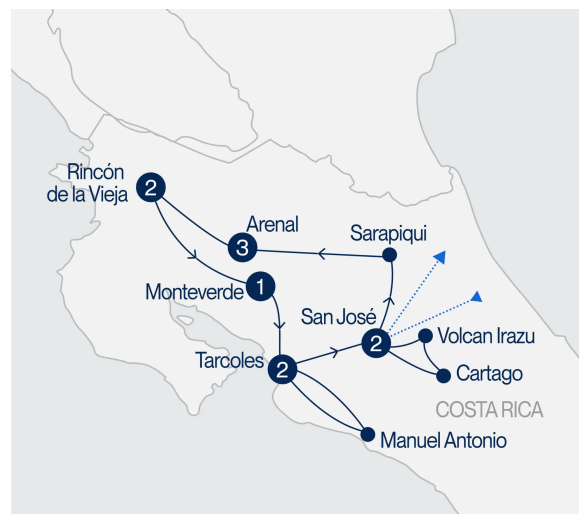 Rincón
de la Vieja
2
Arenal
3
Sarapiqui
Monteverde
1
San José
2
Volcan Irazu
Tarcoles
2
Cartago
COSTA RICA
Manuel Antonio